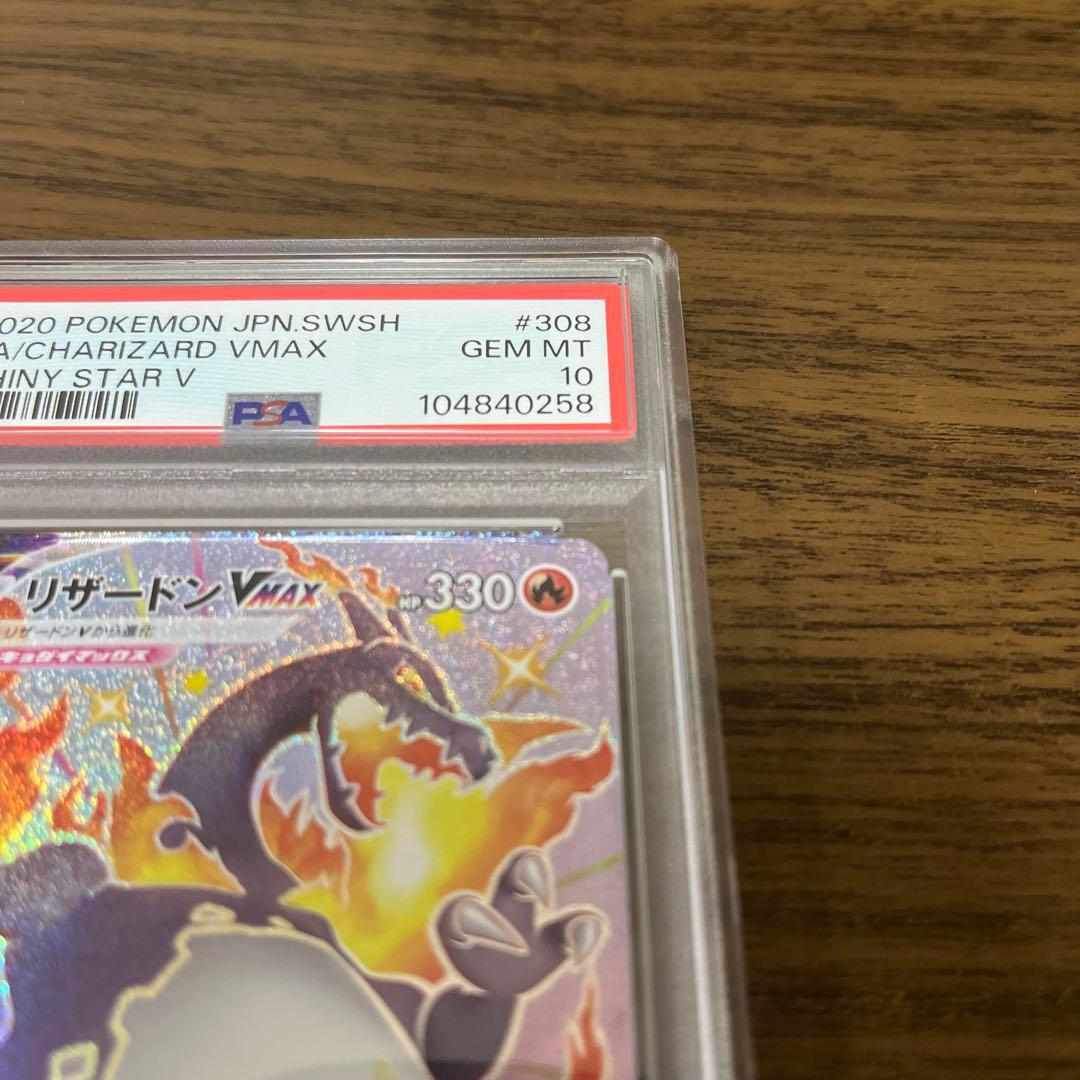 020 POKEMON JPN.SWSH #308
A/CHARIZARD VMAX GEM MT
HINY STAR V 10
PSA 104840258
リザードンVMAX HP330
リザードンVから進化
キョダイマックス